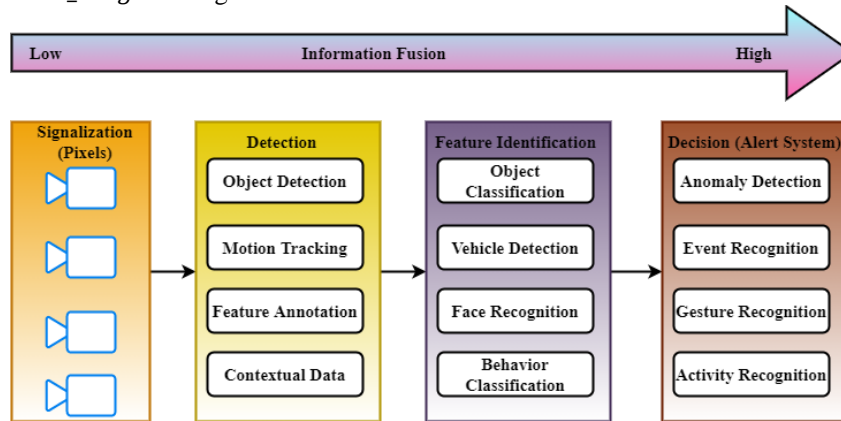 Low Information Fusion High
Signalization
(Pixels)
Detection
Object Detection
Motion Tracking
Feature Annotation
Contextual Data
Feature Identification
Object
Classification
Vehicle Detection
Face Recognition
Behavior
Classification
Decision (Alert System)
Anomaly Detection
Event Recognition
Gesture Recognition
Activity Recognition